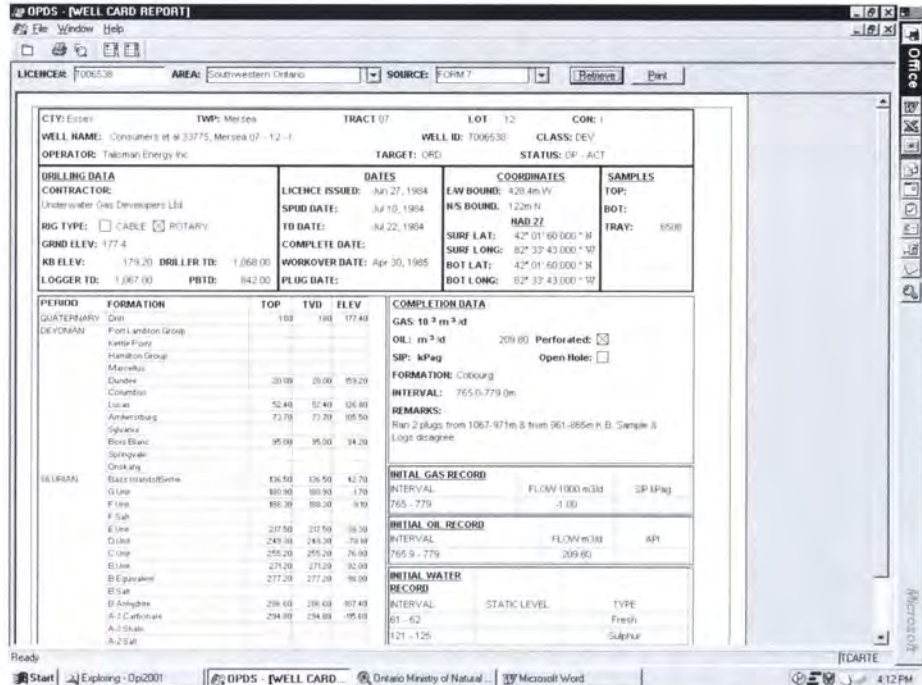 OPDS - [WELL CARD REPORT]
File Window Help
LICENCE#: T006538 AREA: Southwestern Ontario SOURCE: FORM 7 Retrieve Print
CTY: Essex TWP: Mersea TRACT 07 LOT 12 CON: I
WELL NAME: Consumers et al 33775, Mersea 07 - 12 - I WELL ID: T006538 CLASS: DEV
OPERATOR: Talisman Energy Inc. TARGET: ORD STATUS: OP - ACT
DRILLING DATA
CONTRACTOR:
Underwater Gas Developers Ltd
RIG TYPE: CABLE ROTARY
GRND ELEV: 177.4
KB ELEV: 179.20 DRILLER TD: 1,068.00
LOGGER TD: 1,067.00 PBTD: 842.00
DATES
LICENCE ISSUED: Jun 27, 1984
SPUD DATE: Jul 10, 1984
TD DATE: Jul 22, 1984
COMPLETE DATE:
WORKOVER DATE: Apr 30, 1985
PLUG DATE:
COORDINATES
E/W BOUND: 428.4m W
N/S BOUND. 122m N
NAD 27
SURF LAT: 42° 01' 60.000 " N
SURF LONG: 82° 33' 43.000 " W
BOT LAT: 42° 01' 60.000 " N
BOT LONG: 82° 33' 43.000 " W
SAMPLES
TOP:
BOT:
TRAY: 6508
PERIOD FORMATION TOP TVD ELEV
QUATERNARY Drift 1.80 1.80 177.40
DEVONIAN Port Lambton Group
Kettle Point
Hamilton Group
Marcellus
Dundee 20.00 20.00 159.20
Columbus
Lucas 52.40 52.40 126.80
Amherstburg 73.70 73.70 105.50
Sylvania
Bois Blanc 95.00 95.00 84.20
Springvale
Oriskany
SILURIAN Bass Islands/Bertie 136.50 136.50 42.70
G Unit 180.90 180.90 -1.70
F Unit 188.30 188.30 -9.10
F Salt
E Unit 217.50 217.50
D Unit 249.30 249.30
C Unit 255.20 255.20 76.00
B Unit 271.20 271.20 92.00
B Equivalent 277.20 277.20 98.00
B Salt
B Anhydrite 286.60 286.60 -107.40
A-2 Carbonate 294.80 294.80 -115.60
A-2 Shale
A-2 Salt
COMPLETION DATA
GAS: 10³ m³/d
OIL: m³/d 209.80 Perforated:
SIP: kPag Open Hole:
FORMATION: Cobourg
INTERVAL: 765.0-779.0m
REMARKS:
Ran 2 plugs from 1067-971m & from 961-865m K.B. Sample &
Logs disagree
INITAL GAS RECORD
INTERVAL FLOW 1000 m3/d SIP kPag
765 - 779 -1.00
INITIAL OIL RECORD
INTERVAL FLOW m3/d API
765.9 - 779 209.80
INITIAL WATER
RECORD
INTERVAL STATIC LEVEL TYPE
61 - 62 Fresh
121 - 125 Sulphur
Office
Microsoft
Ready TCARTE
Start Exploring - Opi2001 OPDS - [WELL CARD... Ontario Ministry of Natural ... Microsoft Word 4:12 PM